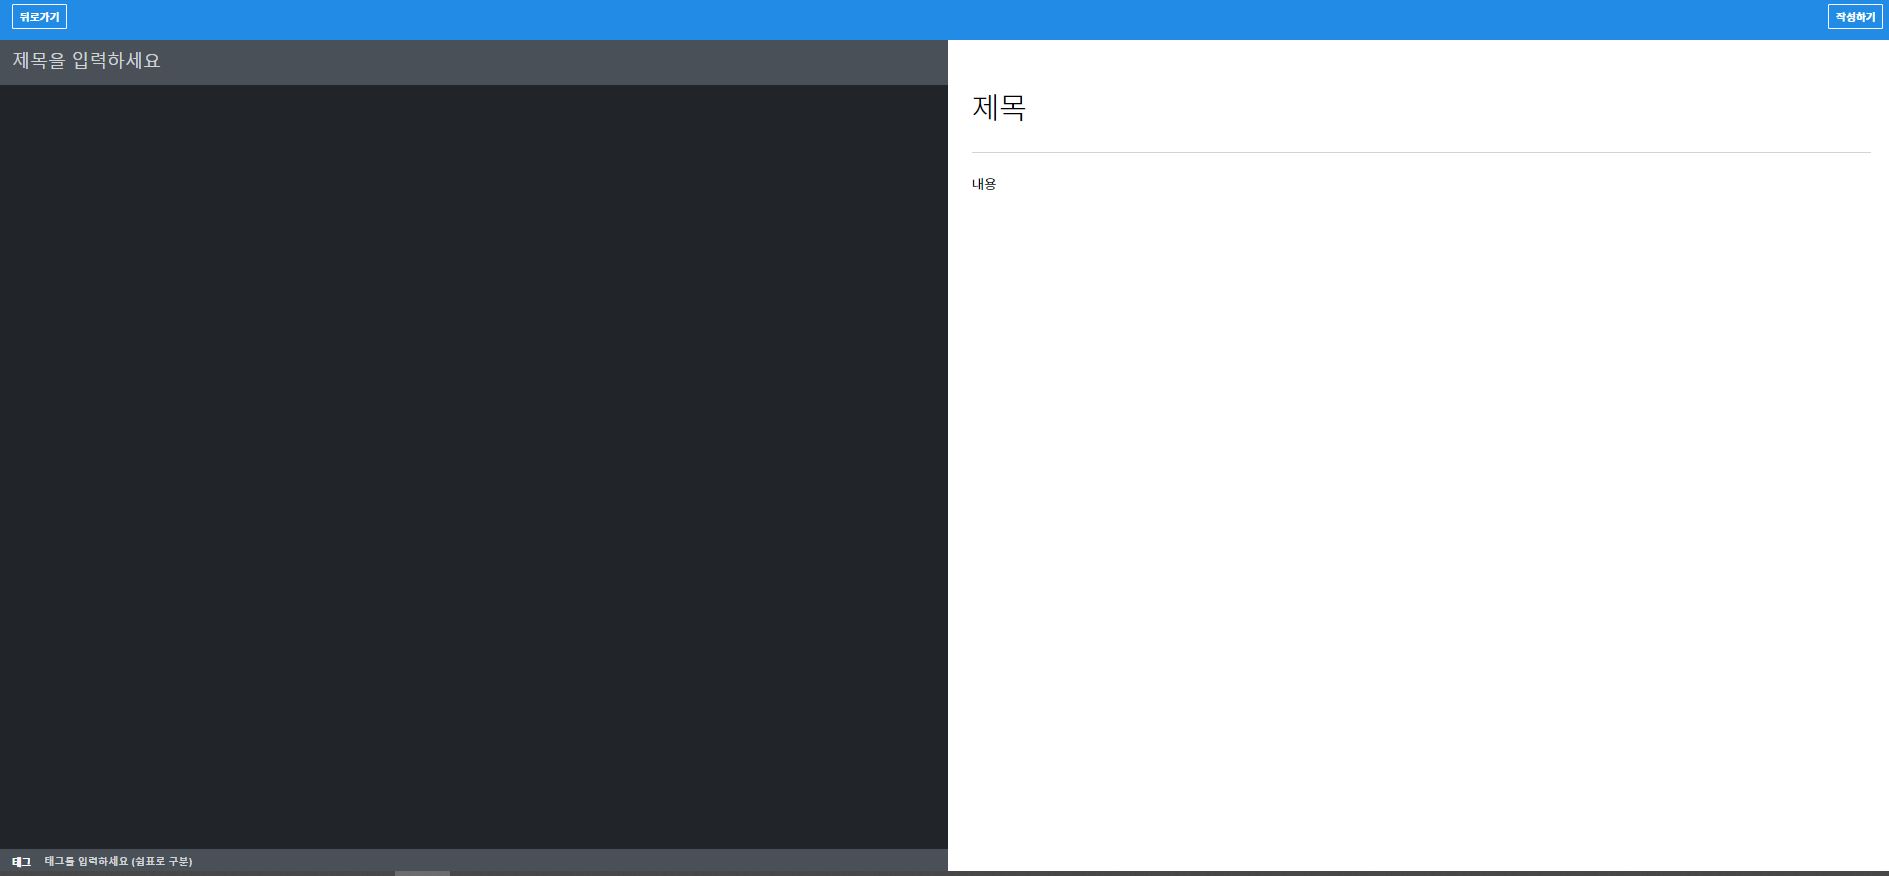 뒤로가기
작성하기
제목을 입력하세요
제목
내용
태그
태그를 입력하세요 (쉼표로 구분)